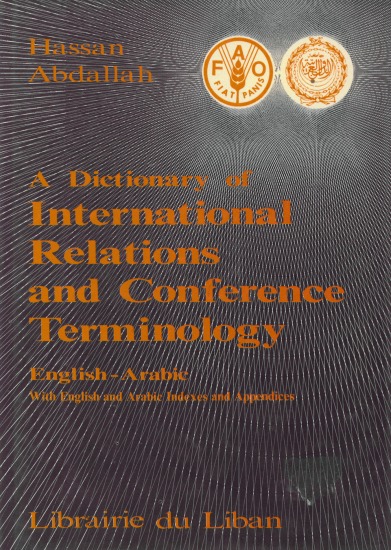 Hassan
Abdallah
F A O
FIAT PANIS
A Dictionary of
International
Relations
and Conference
Terminology
English-Arabic
With English and Arabic Indexes and Appendices
Librairie du Liban